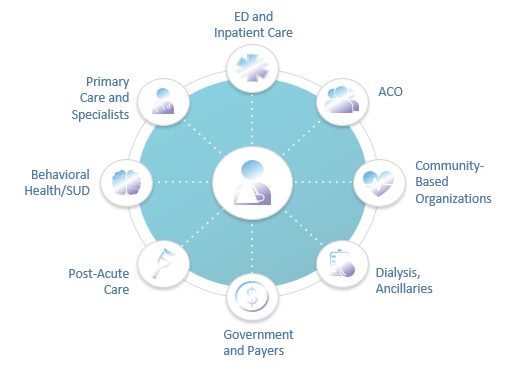 ED and
Inpatient Care
ACO
Community-
Based
Organizations
Dialysis,
Ancillaries
Government
and Payers
Post-Acute
Care
Behavioral
Health/SUD
Primary
Care and
Specialists
$